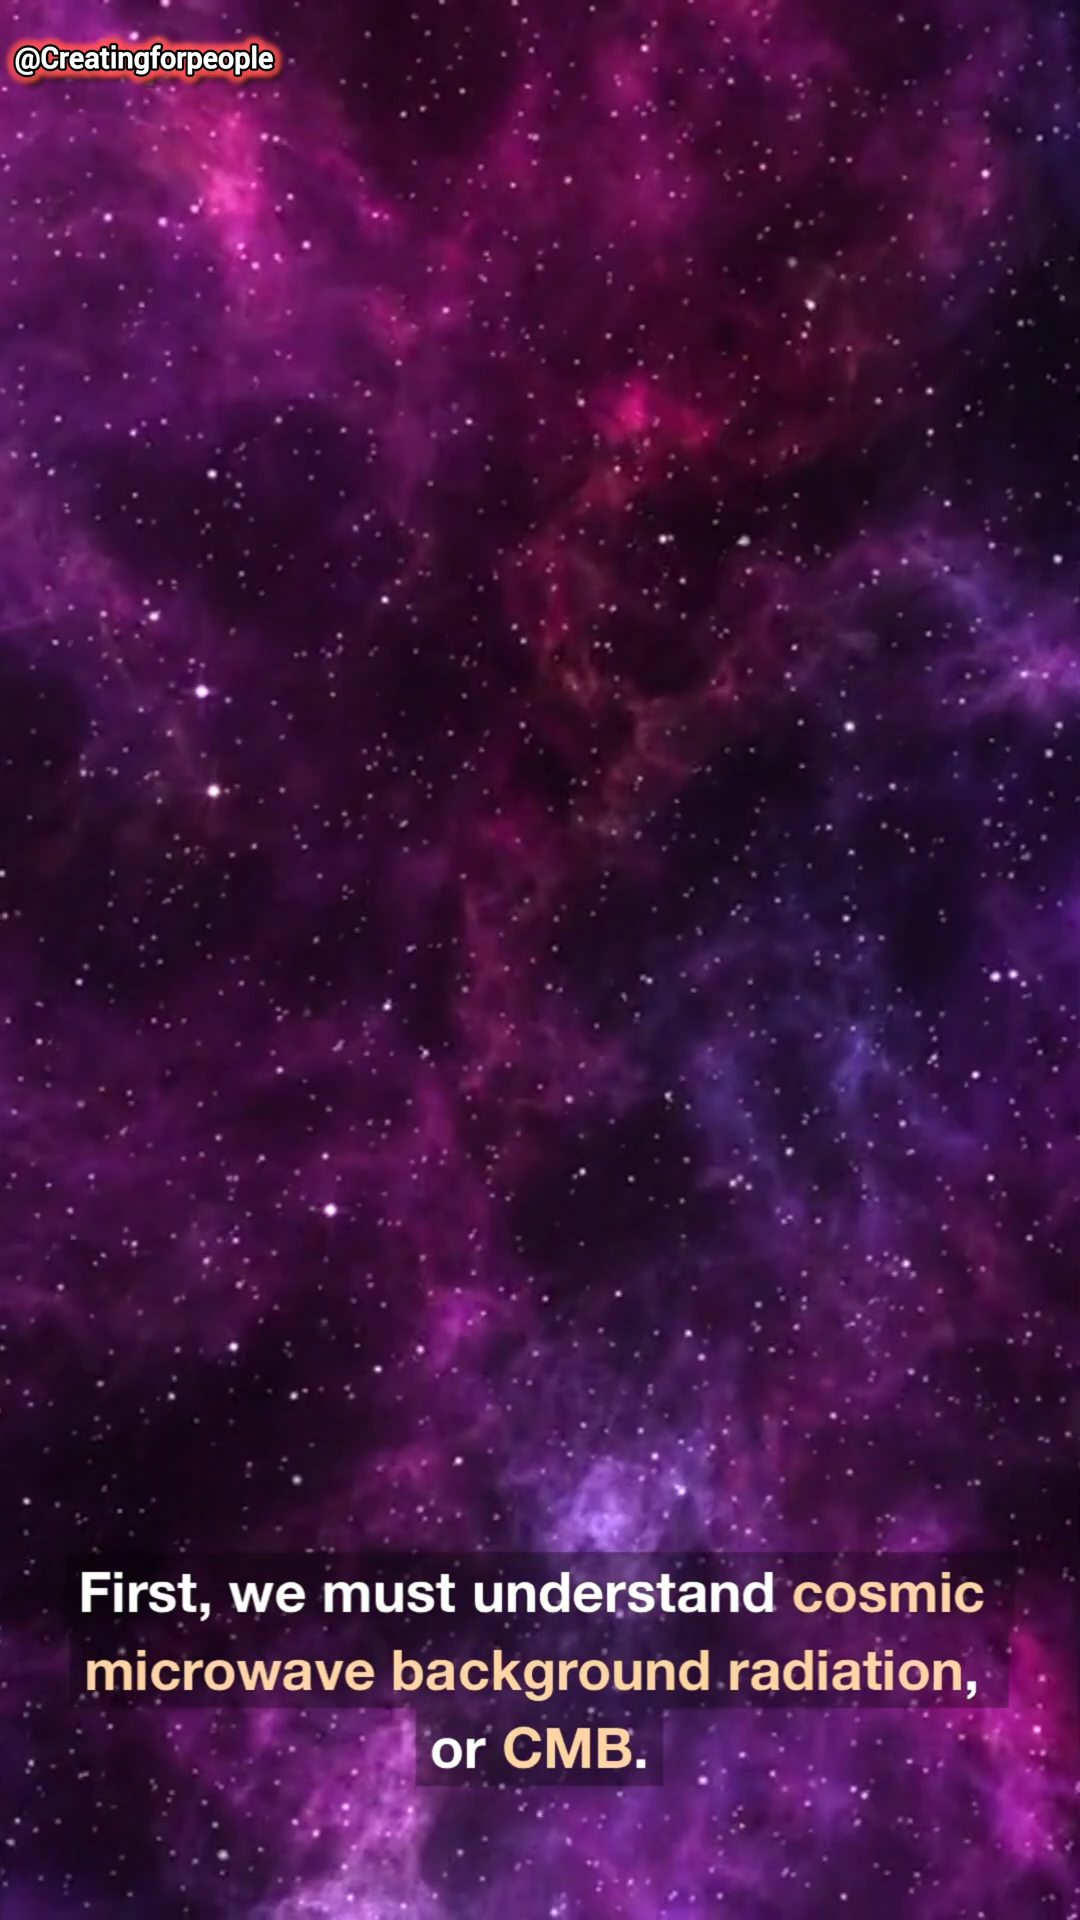 @Creatingforpeople
First, we must understand cosmic
microwave background radiation,
or CMB.